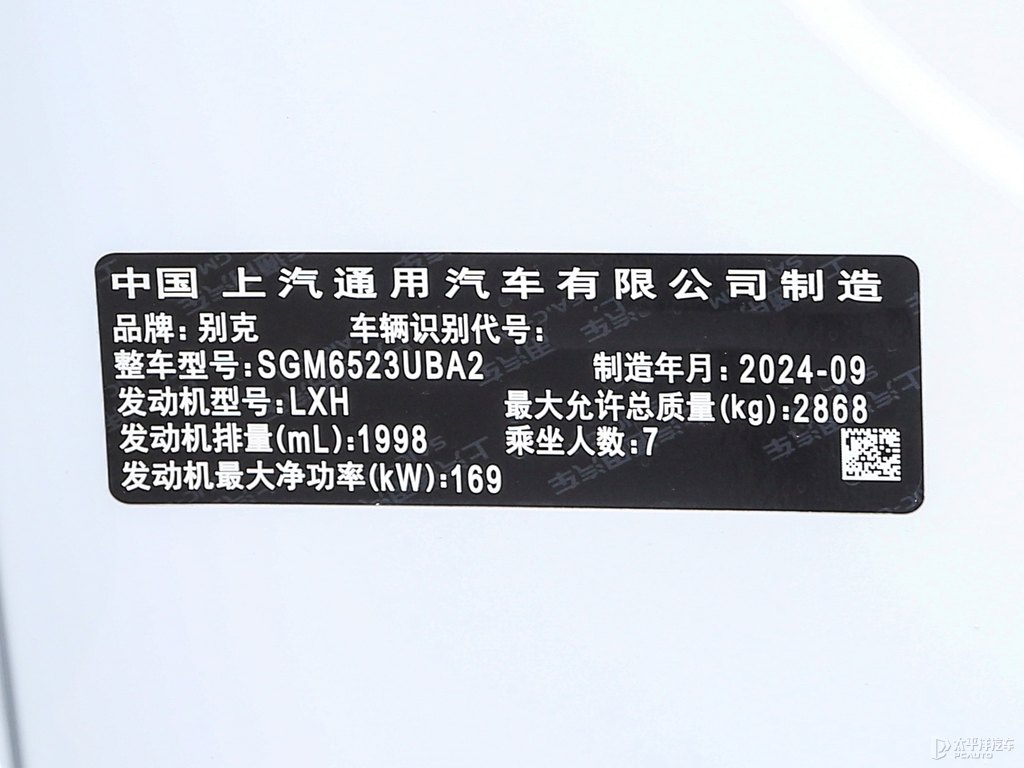 中国 上汽通用汽车有限公司制造
品牌: 别克 车辆识别代号:
整车型号:SGM6523UBA2 制造年月: 2024-09
发动机型号:LXH 最大允许总质量(kg):2868
发动机排量(mL):1998 乘坐人数:7
发动机最大净功率(kW):169
太平洋汽车
PCAUTO